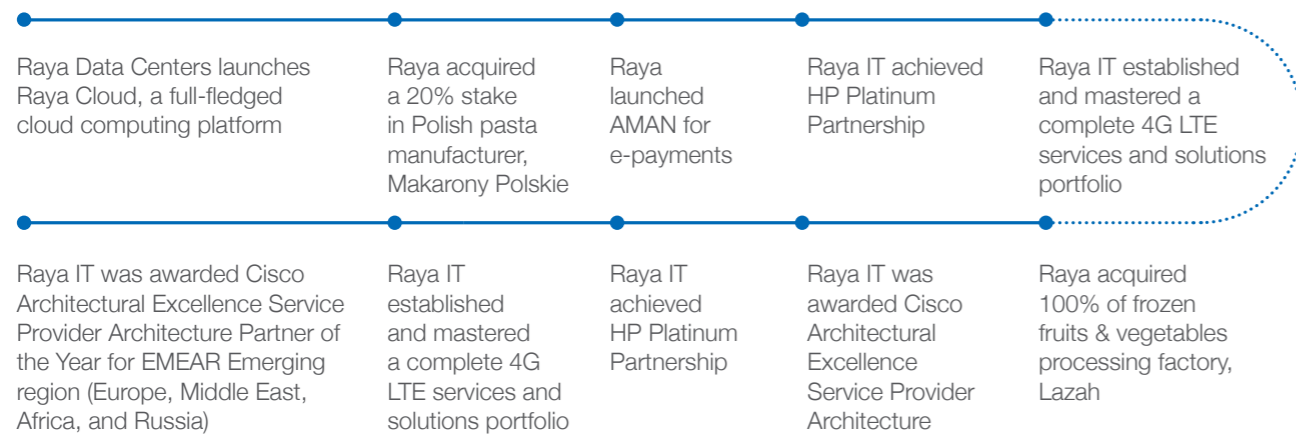 Raya Data Centers launches
Raya Cloud, a full-fledged
cloud computing platform
Raya acquired
a 20% stake
in Polish pasta
manufacturer,
Makarony Polskie
Raya
launched
AMAN for
e-payments
Raya IT achieved
HP Platinum
Partnership
Raya IT established
and mastered a
complete 4G LTE
services and solutions
portfolio
Raya IT was awarded Cisco
Architectural Excellence Service
Provider Architecture Partner of
the Year for EMEAR Emerging
region (Europe, Middle East,
Africa, and Russia)
Raya IT
established
and mastered
a complete 4G
LTE services and
solutions portfolio
Raya IT
achieved
HP Platinum
Partnership
Raya IT was
awarded Cisco
Architectural
Excellence
Service Provider
Architecture
Raya acquired
100% of frozen
fruits & vegetables
processing factory,
Lazah